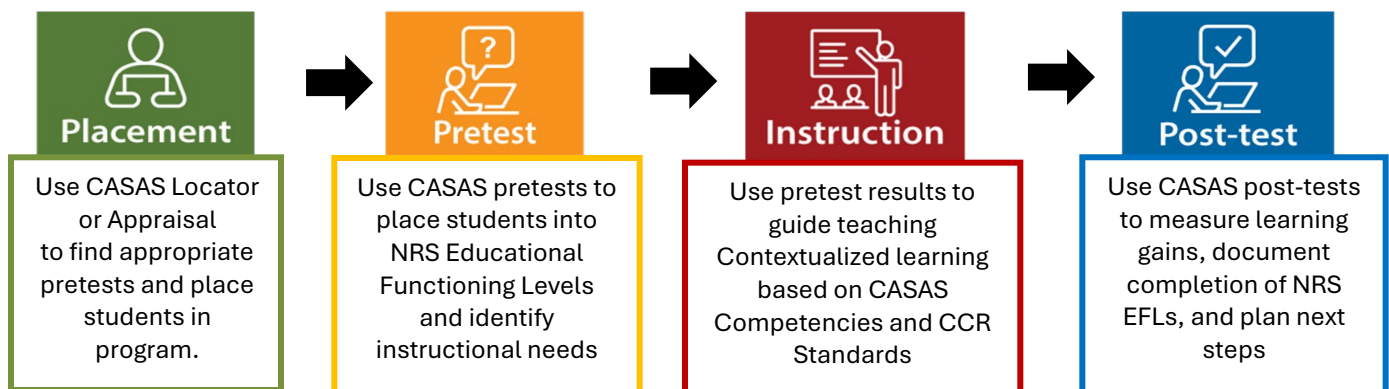 Placement
Use CASAS Locator
or Appraisal
to find appropriate
pretests and place
students in
program.
?
Pretest
Use CASAS pretests to
place students into
NRS Educational
Functioning Levels
and identify
instructional needs
Instruction
Use pretest results to
guide teaching
Contextualized learning
based on CASAS
Competencies and CCR
Standards
Post-test
Use CASAS post-tests
to measure learning
gains, document
completion of NRS
EFLs, and plan next
steps